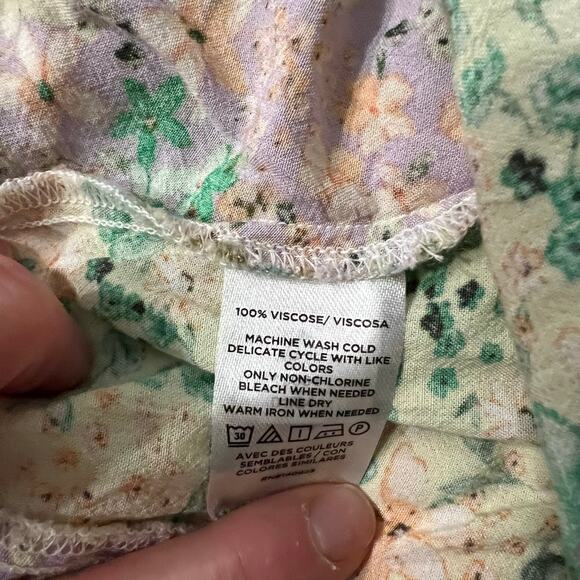 100% VISCOSE/ VISCOSA
MACHINE WASH COLD
DELICATE CYCLE WITH LIKE
COLORS
ONLY NON-CHLORINE
BLEACH WHEN NEEDED
LINE DRY
WARM IRON WHEN NEEDED
30 P
AVEC DES COULEURS
SEMBLABLES / CON
COLORES SIMILARES